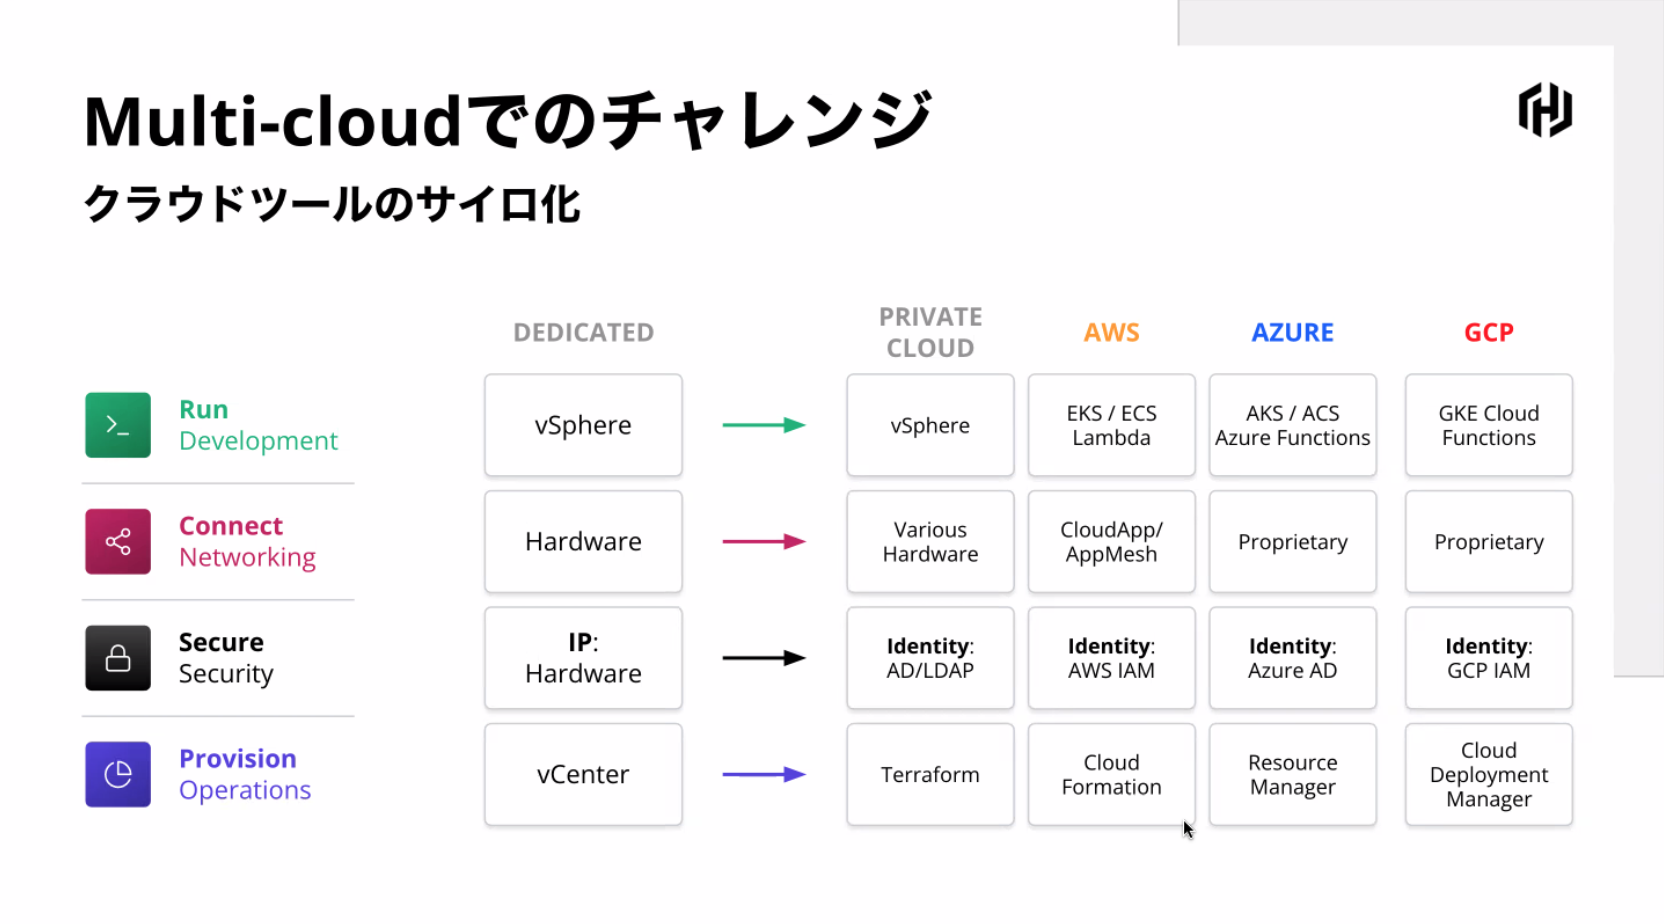 Multi-cloudでのチャレンジ
クラウドツールのサイロ化
DEDICATED
PRIVATE
CLOUD
AWS
AZURE
GCP
Run
Development
vSphere
vSphere
EKS / ECS
Lambda
AKS / ACS
Azure Functions
GKE Cloud
Functions
Connect
Networking
Hardware
Various
Hardware
CloudApp/
AppMesh
Proprietary
Proprietary
Secure
Security
IP:
Hardware
Identity:
AD/LDAP
Identity:
AWS IAM
Identity:
Azure AD
Identity:
GCP IAM
Provision
Operations
vCenter
Terraform
Cloud
Formation
Resource
Manager
Cloud
Deployment
Manager